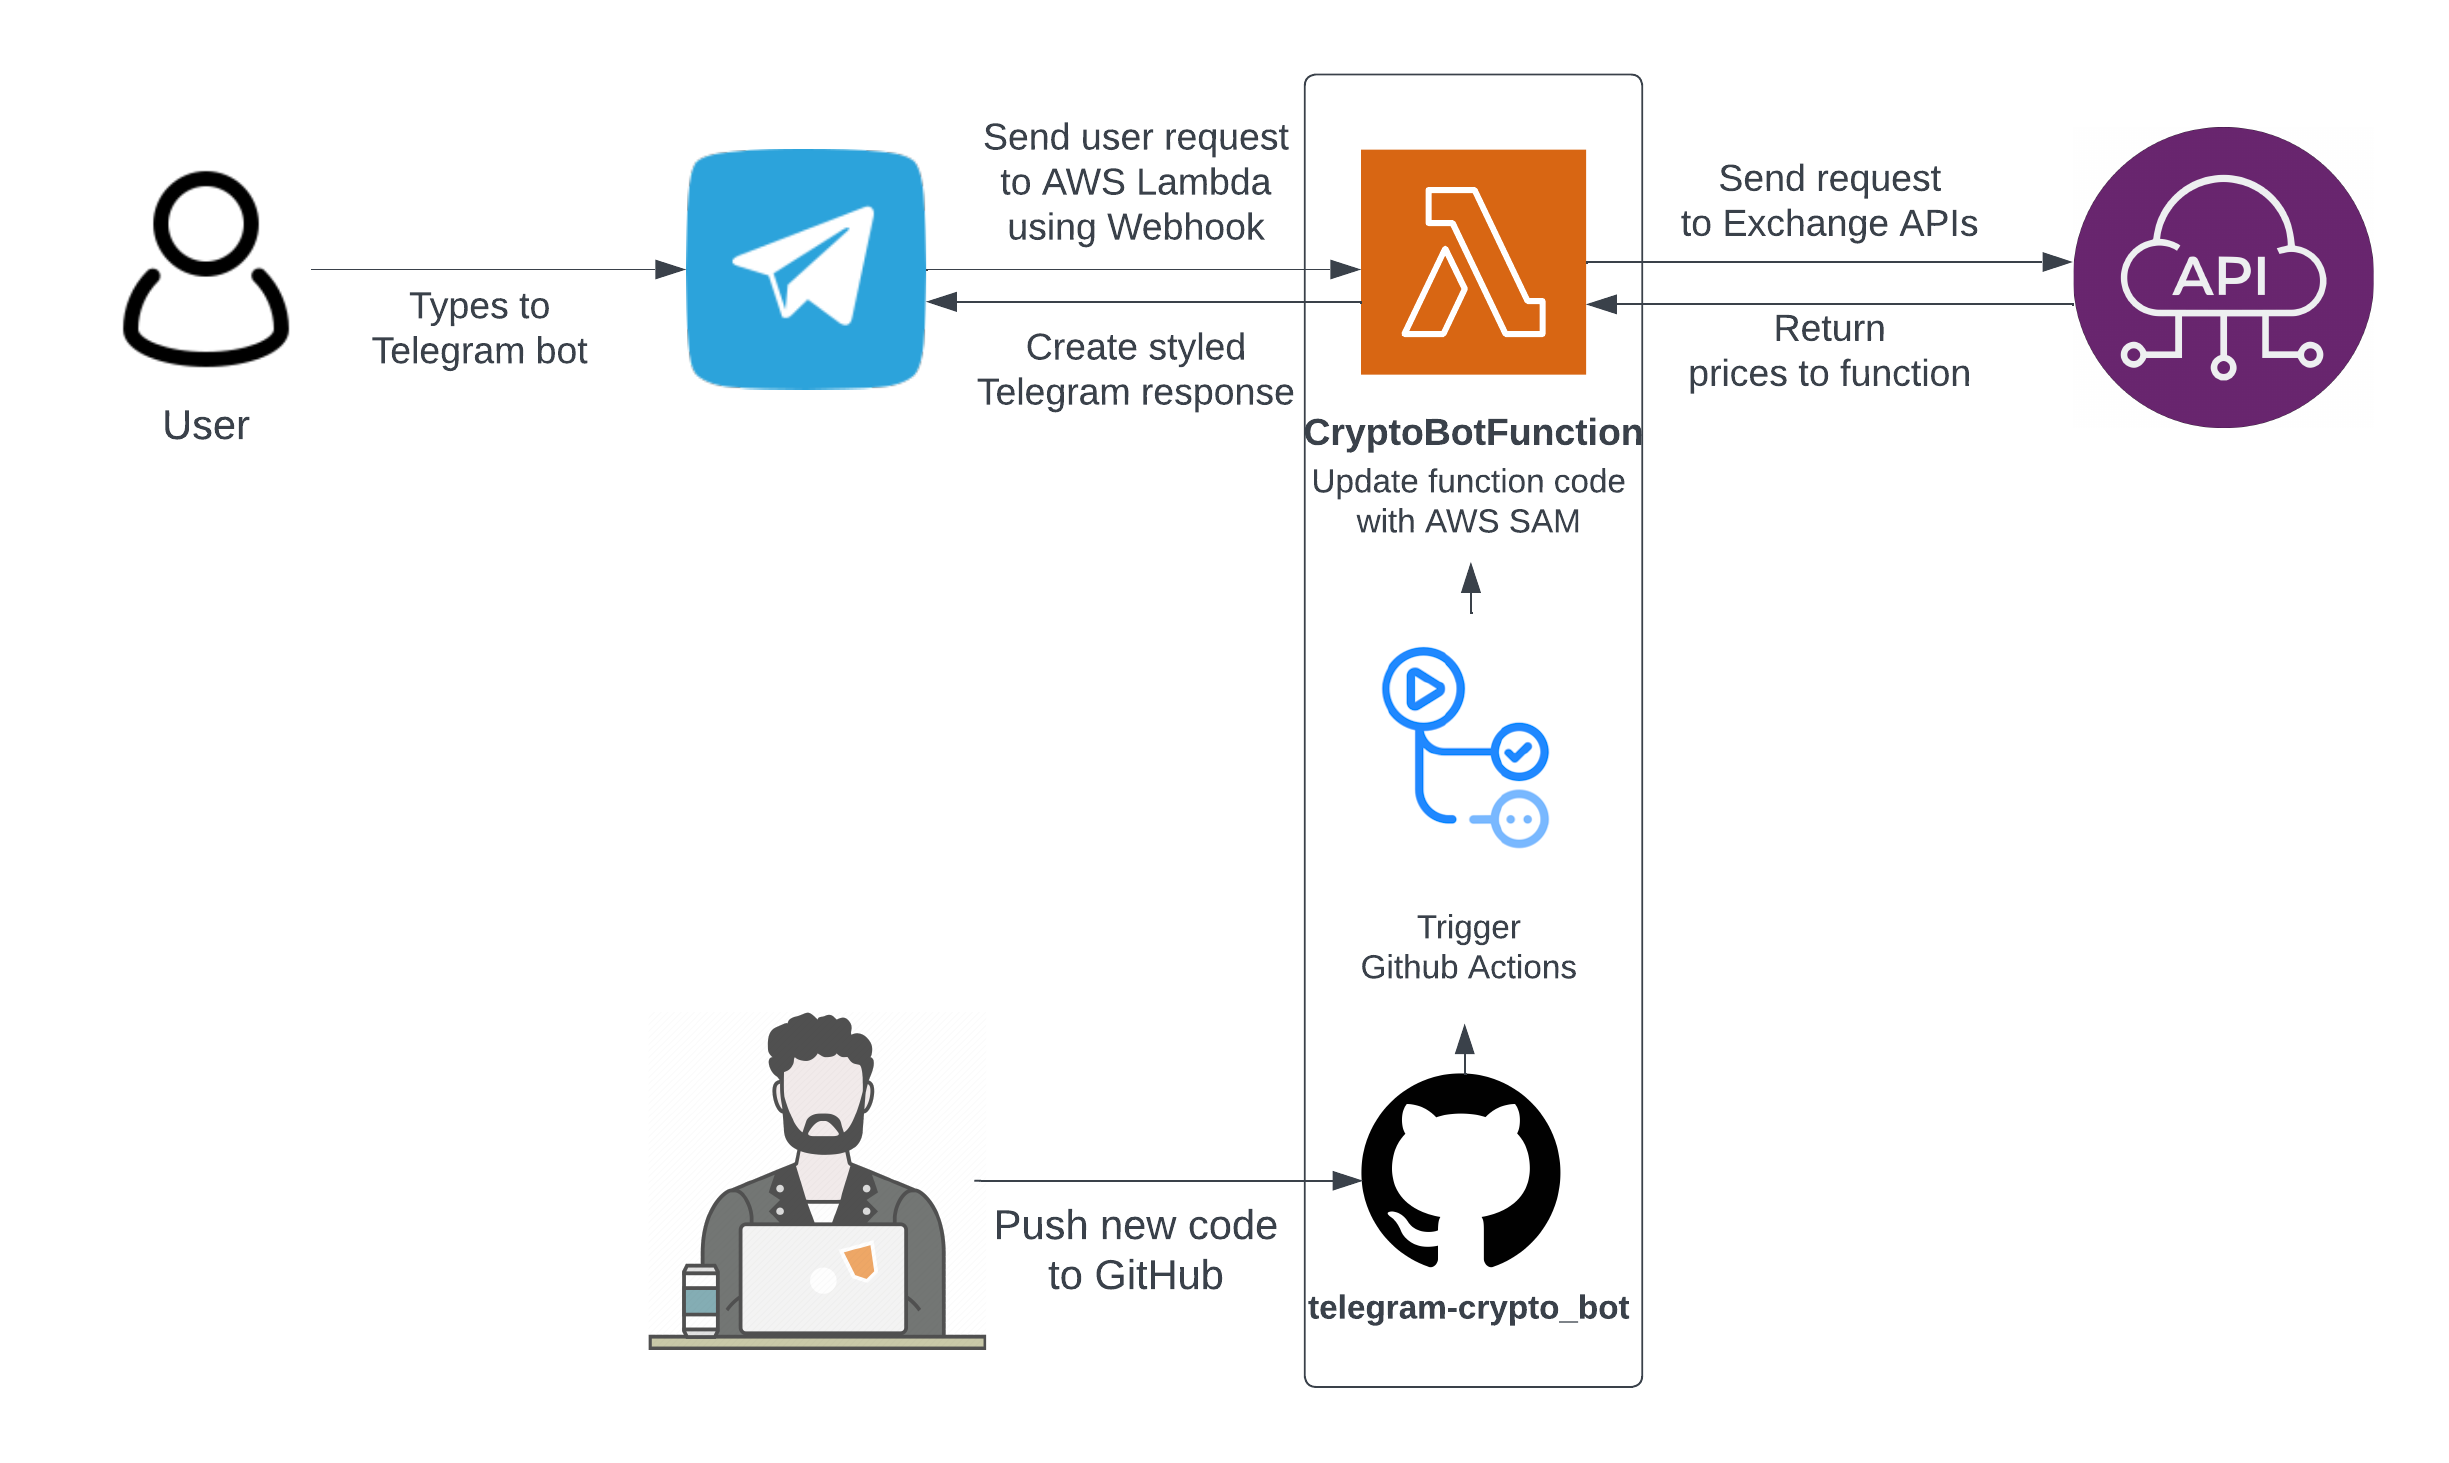 User
Types to
Telegram bot
Send user request
to AWS Lambda
using Webhook
Create styled
Telegram response
CryptoBotFunction
Update function code
with AWS SAM
Send request
to Exchange APIs
Return
prices to function
API
Trigger
Github Actions
Push new code
to GitHub
telegram-crypto_bot